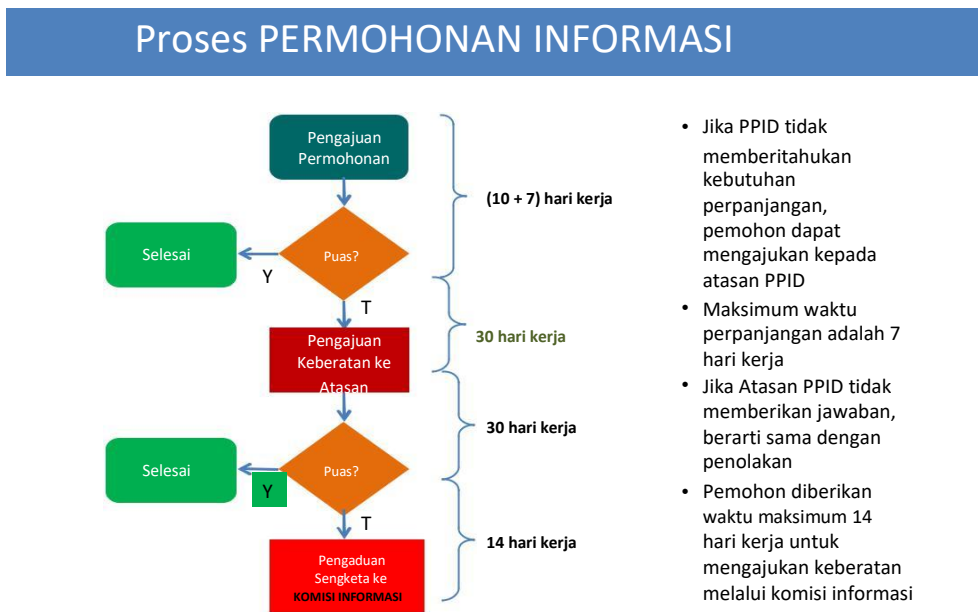 Proses PERMOHONAN INFORMASI
Pengajuan
Permohonan
(10 + 7) hari kerja
Selesai
Puas?
Y
T
Pengajuan
Keberatan ke
Atasan
30 hari kerja
30 hari kerja
Selesai
Puas?
Y
T
14 hari kerja
Pengaduan
Sengketa ke
KOMISI INFORMASI
• Jika PPID tidak
memberitahukan
kebutuhan
perpanjangan,
pemohon dapat
mengajukan kepada
atasan PPID
• Maksimum waktu
perpanjangan adalah 7
hari kerja
• Jika Atasan PPID tidak
memberikan jawaban,
berarti sama dengan
penolakan
• Pemohon diberikan
waktu maksimum 14
hari kerja untuk
mengajukan keberatan
melalui komisi informasi